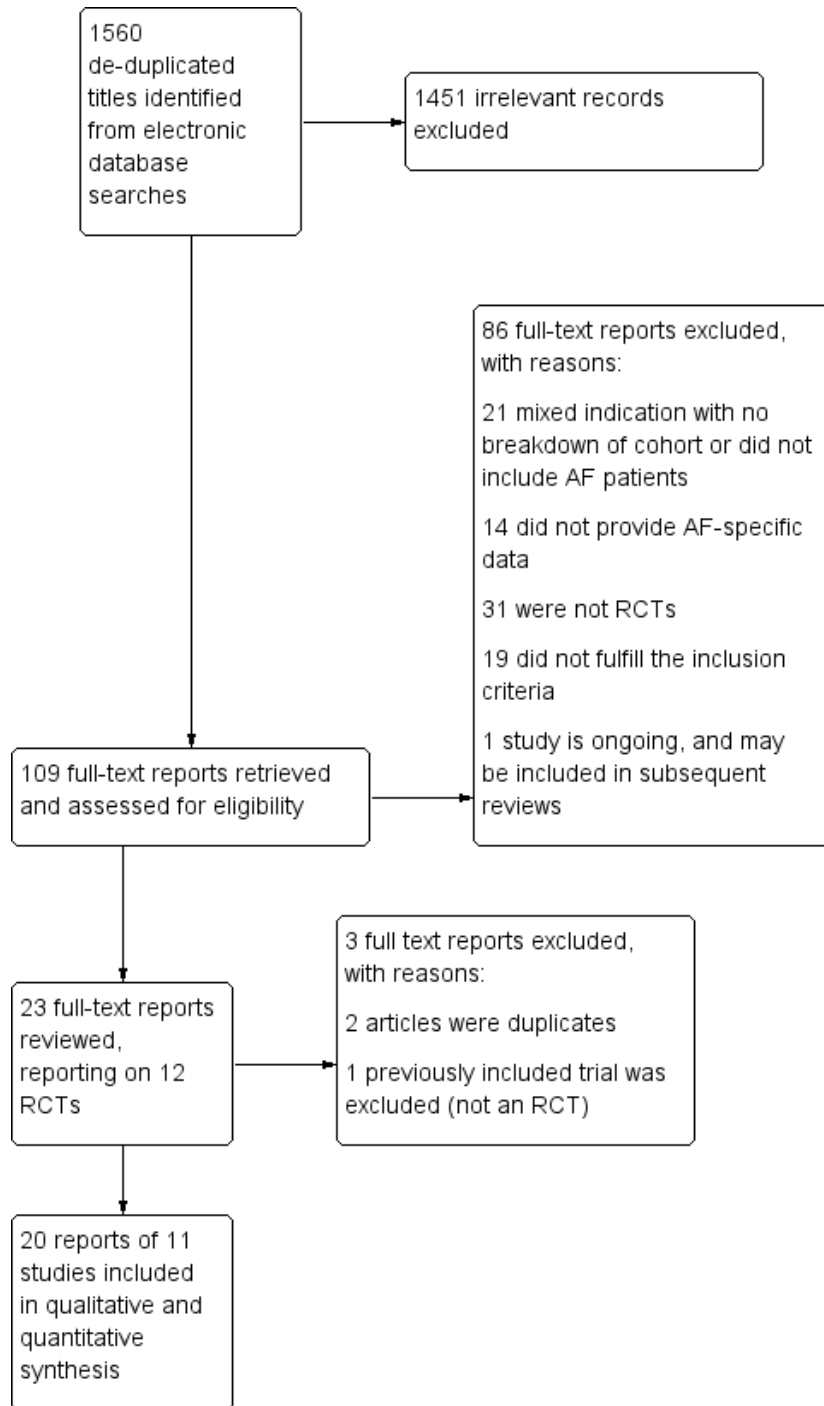 1560
de-duplicated
titles identified
from electronic
database
searches
1451 irrelevant records
excluded
86 full-text reports excluded,
with reasons:
21 mixed indication with no
breakdown of cohort or did not
include AF patients
14 did not provide AF-specific
data
31 were not RCTs
19 did not fulfill the inclusion
criteria
1 study is ongoing, and may
be included in subsequent
reviews
109 full-text reports retrieved
and assessed for eligibility
3 full text reports excluded,
with reasons:
2 articles were duplicates
1 previously included trial was
excluded (not an RCT)
23 full-text reports
reviewed,
reporting on 12
RCTs
20 reports of 11
studies included
in qualitative and
quantitative
synthesis